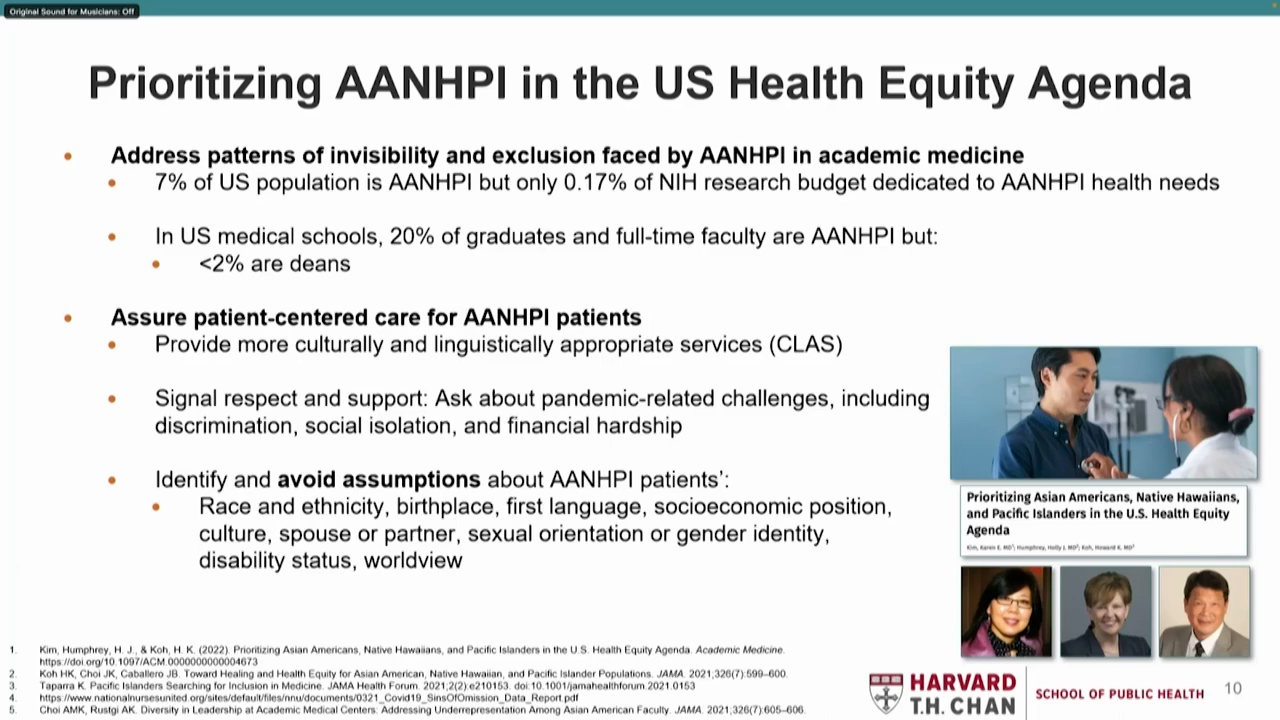 Original Sound for Musicians: Off
Prioritizing AANHPI in the US Health Equity Agenda
• Address patterns of invisibility and exclusion faced by AANHPI in academic medicine
• 7% of US population is AANHPI but only 0.17% of NIH research budget dedicated to AANHPI health needs
• In US medical schools, 20% of graduates and full-time faculty are AANHPI but:
• <2% are deans
• Assure patient-centered care for AANHPI patients
• Provide more culturally and linguistically appropriate services (CLAS)
• Signal respect and support: Ask about pandemic-related challenges, including
discrimination, social isolation, and financial hardship
• Identify and avoid assumptions about AANHPI patients’:
• Race and ethnicity, birthplace, first language, socioeconomic position,
culture, spouse or partner, sexual orientation or gender identity,
disability status, worldview
Prioritizing Asian Americans, Native Hawaiians,
and Pacific Islanders in the U.S. Health Equity
Agenda
Kim, Karen E. MD¹; Humphrey, Holly J. MD²; Koh, Howard K. MD³
1. Kim, Humphrey, H. J., & Koh, H. K. (2022). Prioritizing Asian Americans, Native Hawaiians, and Pacific Islanders in the U.S. Health Equity Agenda. Academic Medicine.
https://doi.org/10.1097/ACM.0000000000004673
2. Koh HK, Choi JK, Caballero JB. Toward Healing and Health Equity for Asian American, Native Hawaiian, and Pacific Islander Populations. JAMA. 2021;326(7):599–600.
3. Taparra K. Pacific Islanders Searching for Inclusion in Medicine. JAMA Health Forum. 2021;2(2):e210153. doi:10.1001/jamahealthforum.2021.0153
4. https://www.nationalnursesunited.org/sites/default/files/nnu/documents/0321_Covid19_SinsOfOmission_Data_Report.pdf
5. Choi AMK, Rustgi AK. Diversity in Leadership at Academic Medical Centers: Addressing Underrepresentation Among Asian American Faculty. JAMA. 2021;326(7):605–606.
HARVARD
T.H. CHAN
SCHOOL OF PUBLIC HEALTH
10